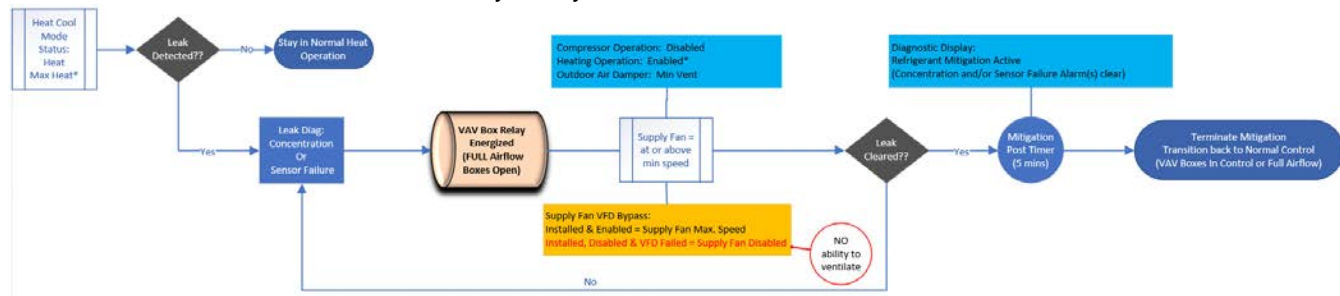 Heat Cool
Mode
Status:
Heat
Max Heat*
Leak
Detected??
No
Stay in Normal Heat
Operation
Yes
Leak Diag:
Concentration
Or
Sensor Failure
VAV Box Relay
Energized
(FULL Airflow
Boxes Open)
Compressor Operation: Disabled
Heating Operation: Enabled*
Outdoor Air Damper: Min Vent
Supply Fan =
at or above
min speed
Supply Fan VFD Bypass:
Installed & Enabled = Supply Fan Max. Speed
Installed, Disabled & VFD Failed = Supply Fan Disabled
NO
ability to
ventilate
Leak
Cleared??
No
Yes
Diagnostic Display:
Refrigerant Mitigation Active
(Concentration and/or Sensor Failure Alarm(s) clear)
Mitigation
Post Timer
(5 mins)
Terminate Mitigation
Transition back to Normal Control
(VAV Boxes In Control or Full Airflow)